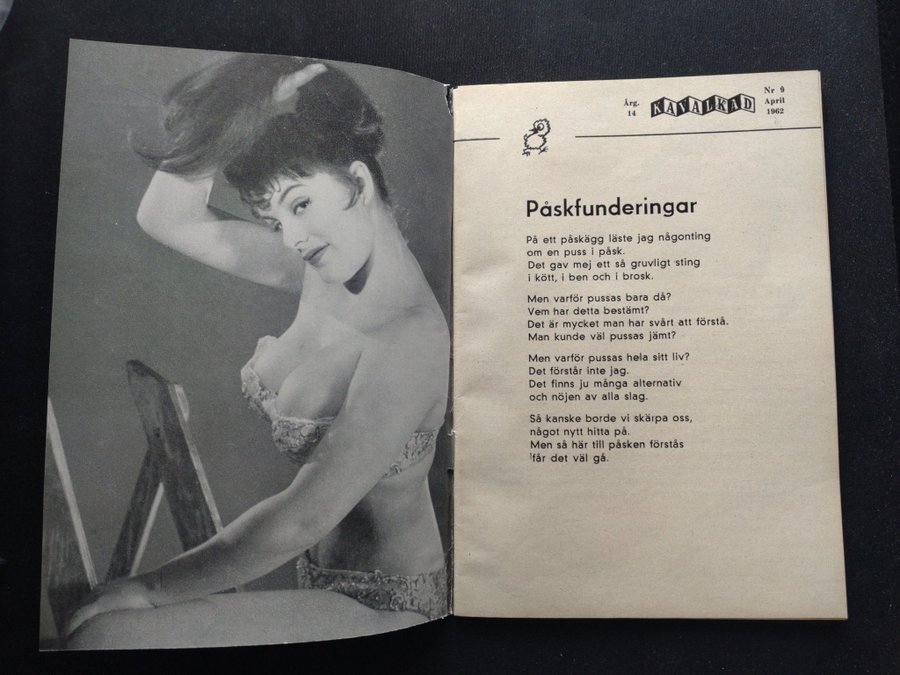 Årg.
14
KAVALKAD
Nr 9
April
1962
Påskfunderingar
På ett påskägg läste jag någonting
om en puss i påsk.
Det gav mej ett så gruvligt sting
i kött, i ben och i brosk.
Men varför pussas bara då?
Vem har detta bestämt?
Det är mycket man har svårt att förstå.
Man kunde väl pussas jämt?
Men varför pussas hela sitt liv?
Det förstår inte jag.
Det finns ju många alternativ
och nöjen av alla slag.
Så kanske borde vi skärpa oss,
något nytt hitta på.
Men så här till påsken förstås
får det väl gå.